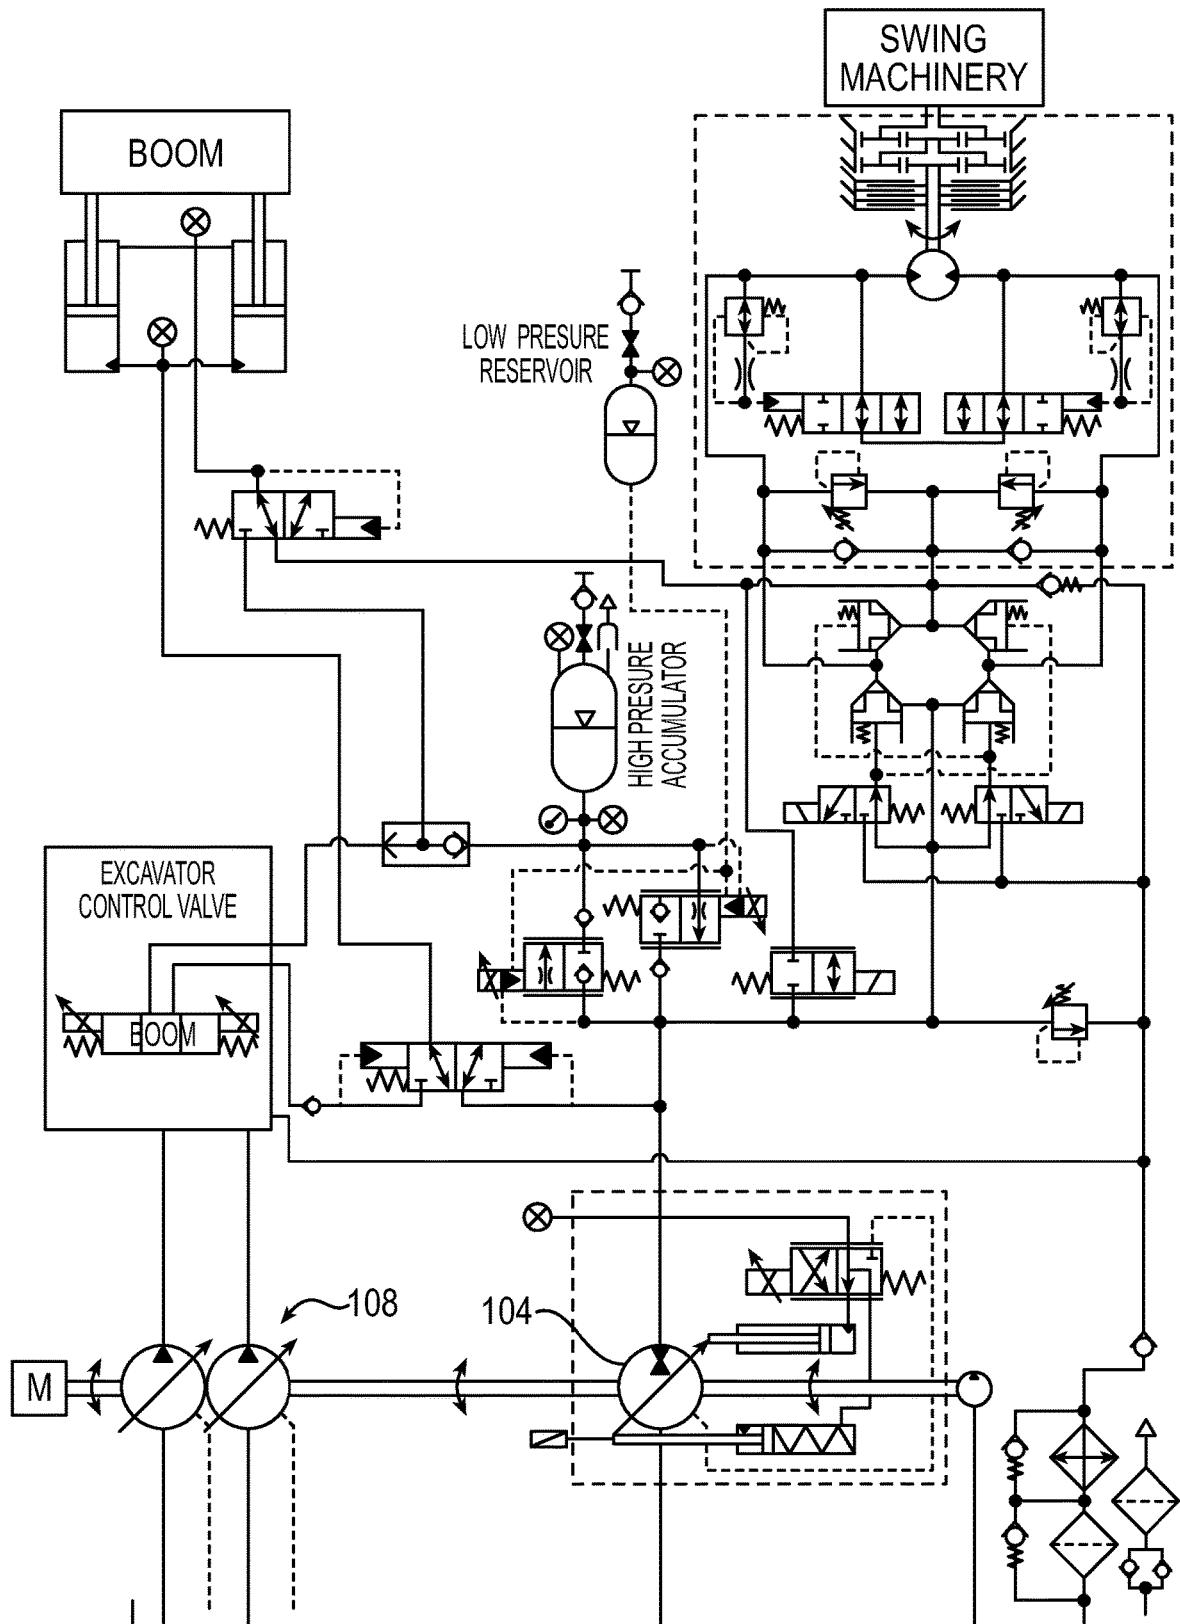 SWING
MACHINERY
BOOM
LOW PRESURE
RESERVOIR
HIGH PRESURE
ACCUMULATOR
EXCAVATOR
CONTROL VALVE
BOOM
108
104
M